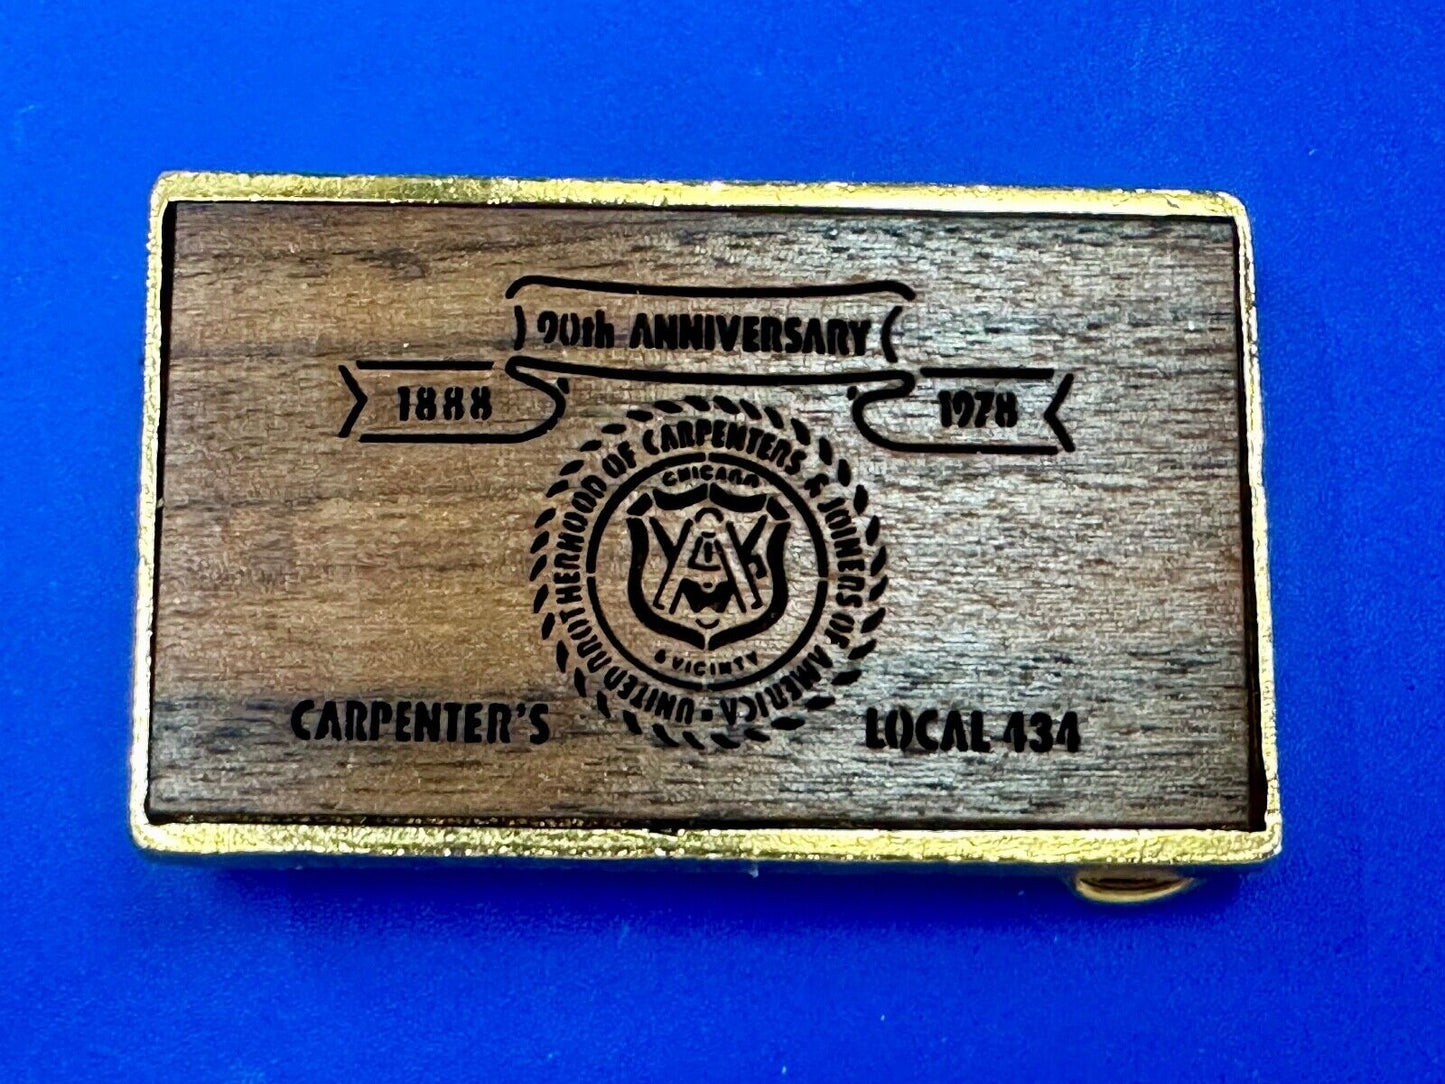 90th ANNIVERSARY
1888
1978
UNITED BROTHERHOOD OF CARPENTERS & JOINERS OF AMERICA •
CHICAGO
& VICINITY
CARPENTER'S
LOCAL 434